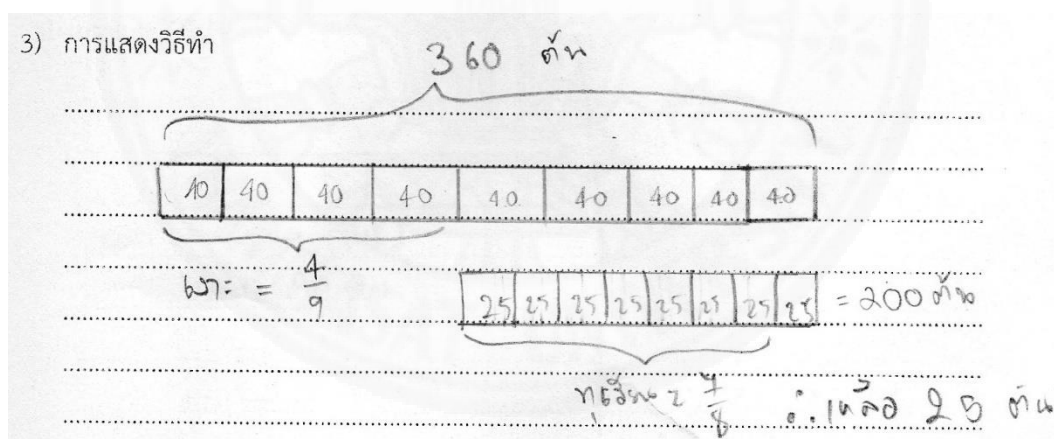 3) การแสดงวิธีทำ
360 ต้น
40 40 40 40 40 40 40 40 40
เงาะ = 4/9
25 25 25 25 25 25 25 25 = 200 ต้น
ทุเรียน = 7/8 ∴ เหลือ 25 ต้น